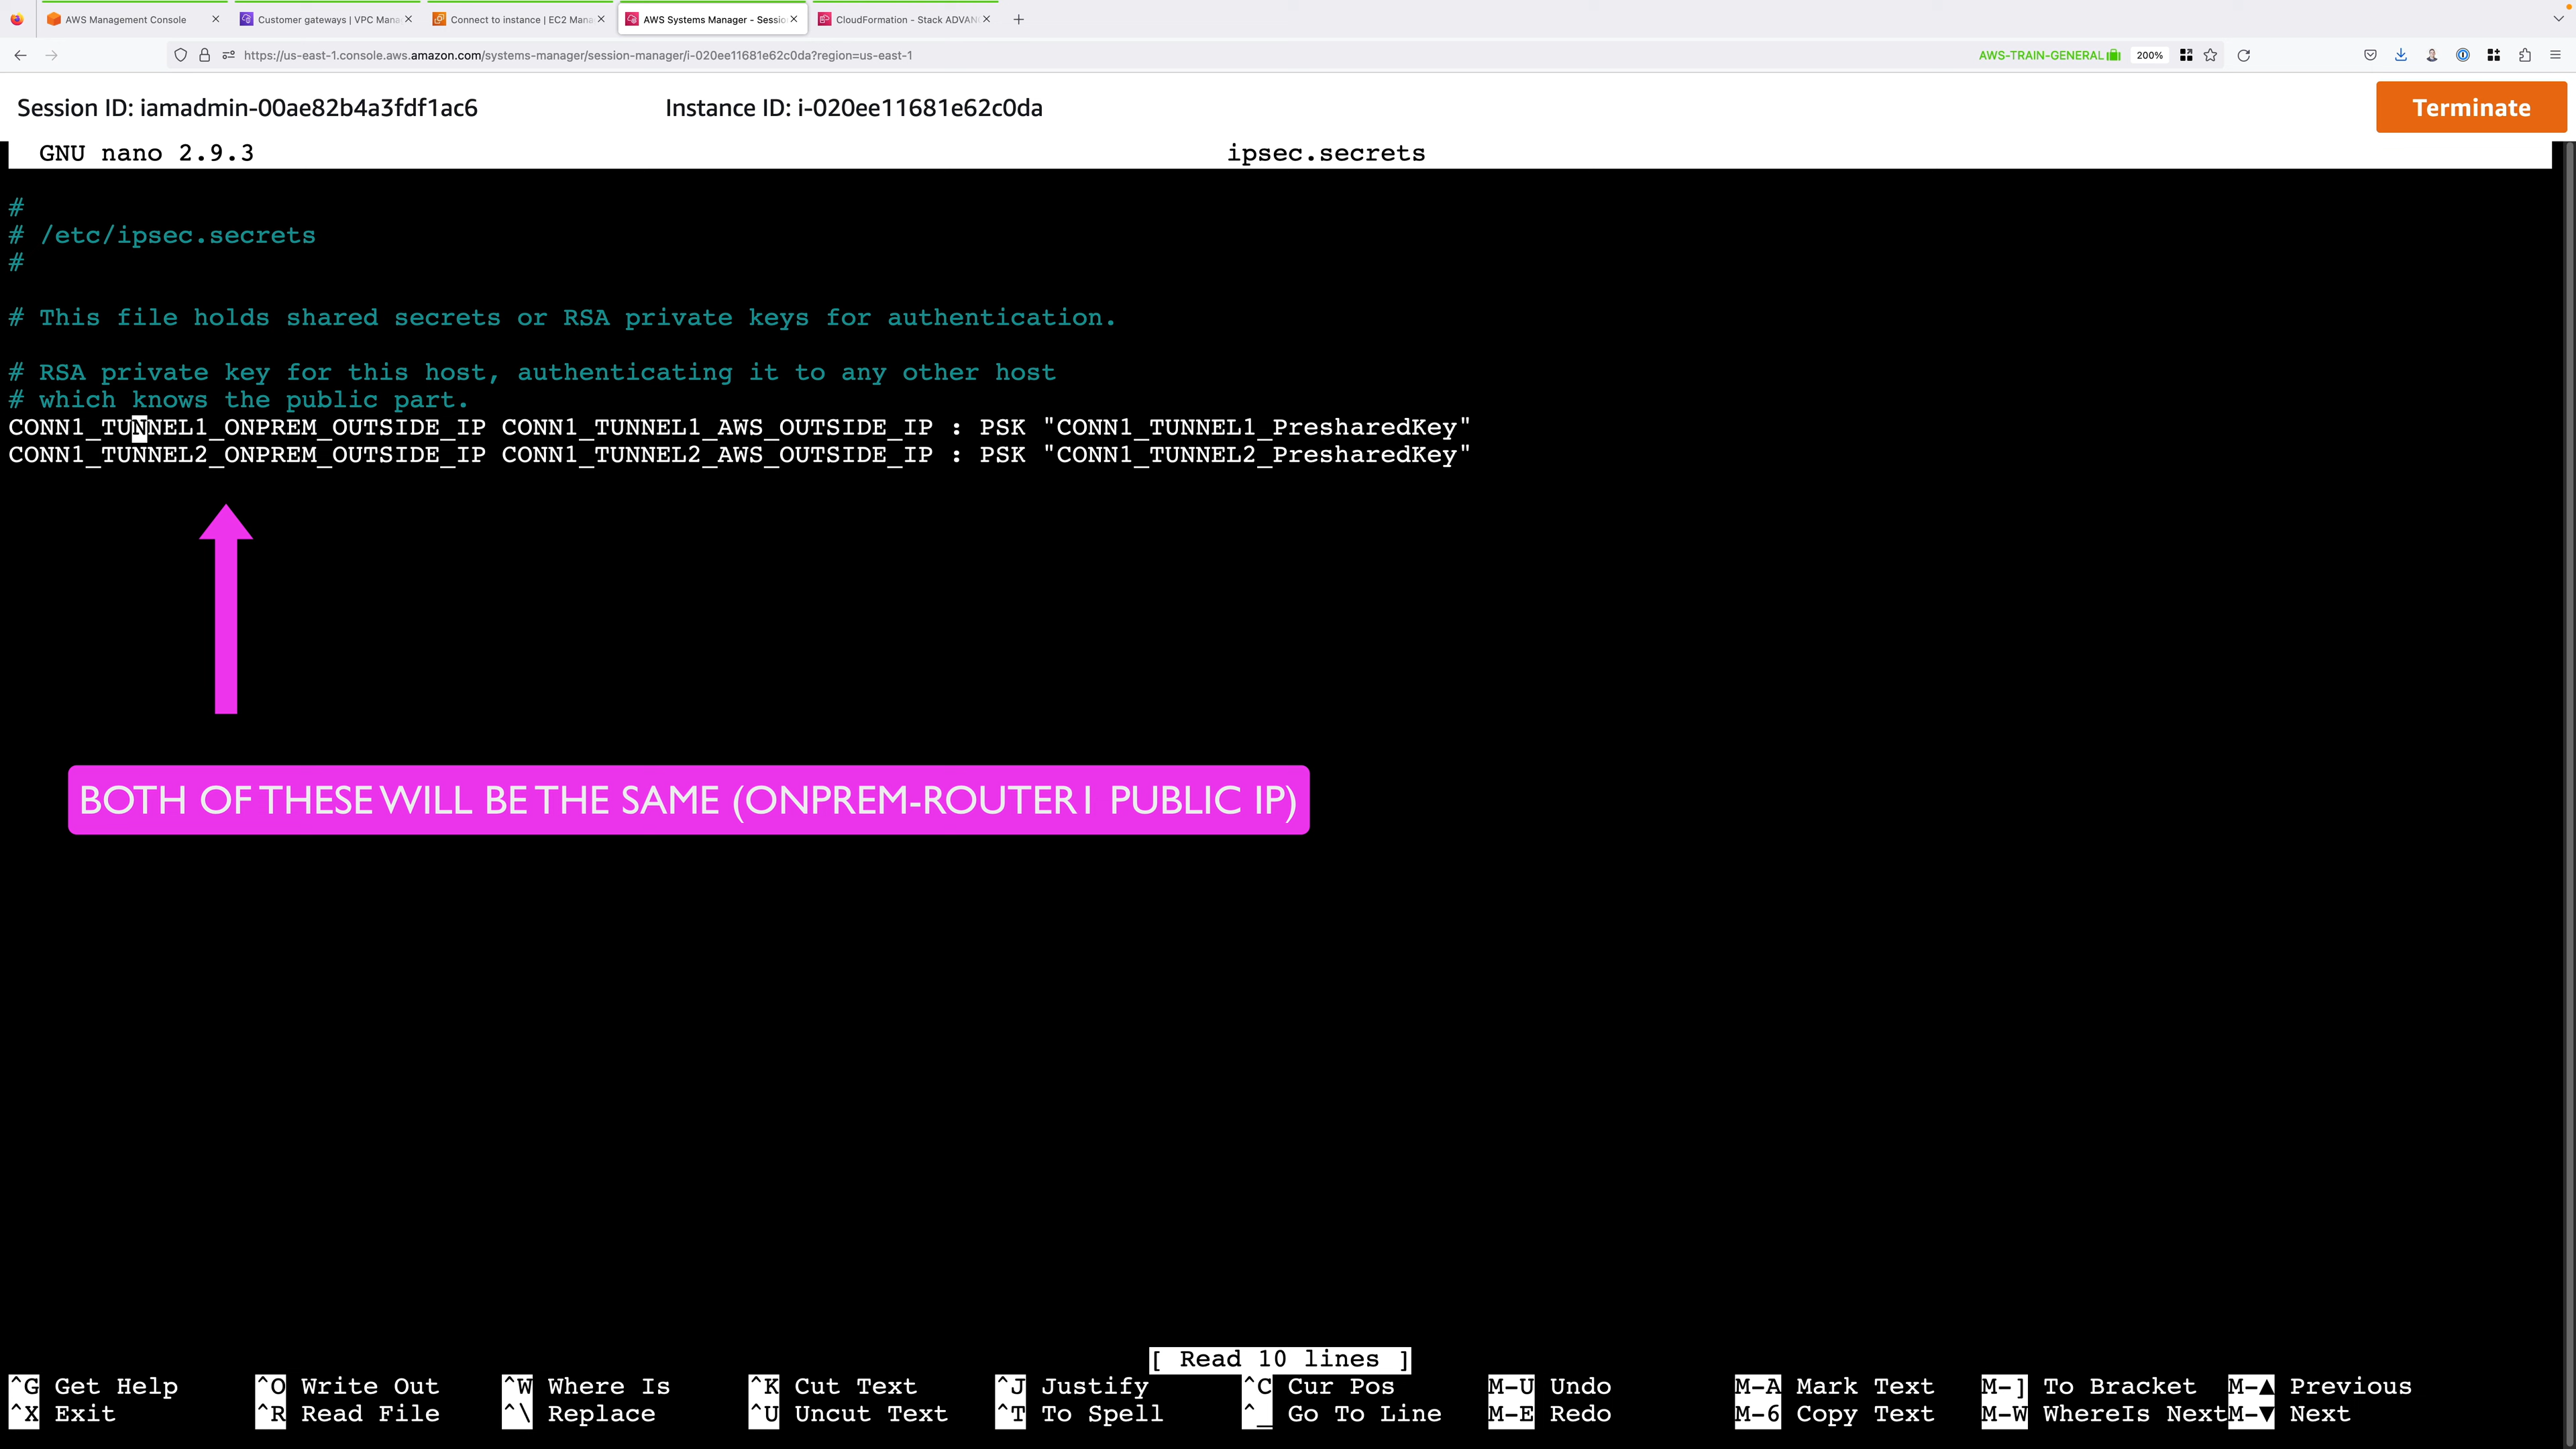 AWS Management Console
Customer gateways | VPC Mana
Connect to instance | EC2 Mana
AWS Systems Manager - Sessio
CloudFormation - Stack ADVAN
https://us-east-1.console.aws.amazon.com/systems-manager/session-manager/i-020ee11681e62c0da?region=us-east-1
AWS-TRAIN-GENERAL
200%
Session ID: iamadmin-00ae82b4a3fdf1ac6
Instance ID: i-020ee11681e62c0da
Terminate
GNU nano 2.9.3
ipsec.secrets
#
# /etc/ipsec.secrets
#
# This file holds shared secrets or RSA private keys for authentication.
# RSA private key for this host, authenticating it to any other host
# which knows the public part.
CONN1_TUNNEL1_ONPREM_OUTSIDE_IP CONN1_TUNNEL1_AWS_OUTSIDE_IP : PSK "CONN1_TUNNEL1_PresharedKey"
CONN1_TUNNEL2_ONPREM_OUTSIDE_IP CONN1_TUNNEL2_AWS_OUTSIDE_IP : PSK "CONN1_TUNNEL2_PresharedKey"
BOTH OF THESE WILL BE THE SAME (ONPREM-ROUTER1 PUBLIC IP)
[ Read 10 lines ]
^G Get Help ^O Write Out ^W Where Is ^K Cut Text ^J Justify ^C Cur Pos M-U Undo M-A Mark Text M-] To Bracket M-▲ Previous
^X Exit ^R Read File ^\ Replace ^U Uncut Text ^T To Spell ^_ Go To Line M-E Redo M-6 Copy Text M-W WhereIs Next M-▼ Next